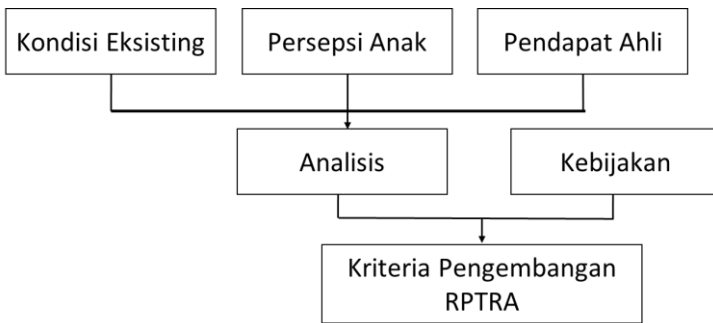 Kondisi Eksisting
Persepsi Anak
Pendapat Ahli
Analisis
Kebijakan
Kriteria Pengembangan
RPTRA